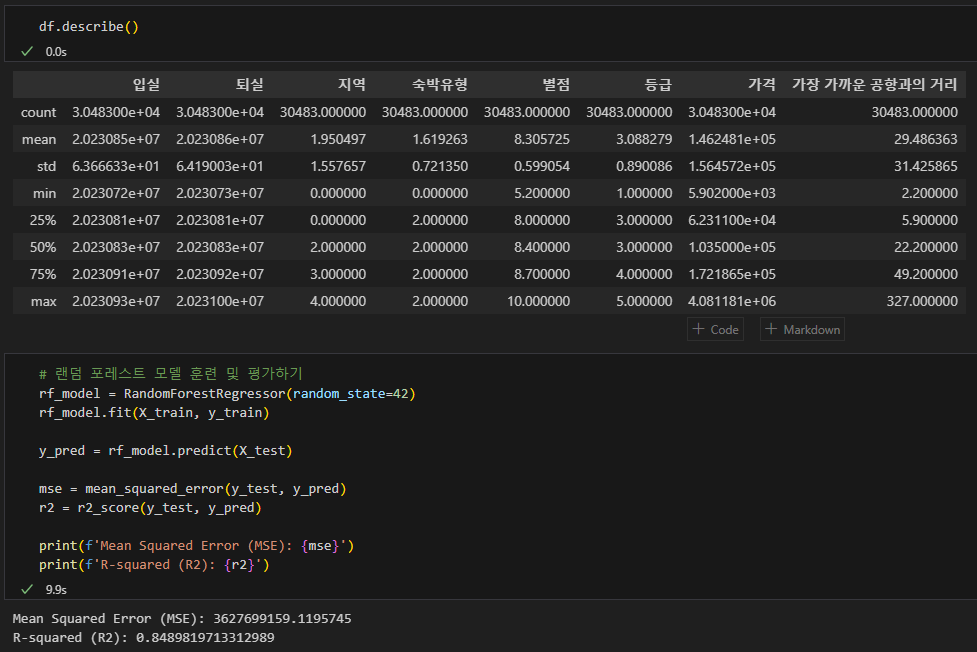 df.describe()
0.0s
입실 퇴실 지역 숙박유형 별점 등급 가격 가장 가까운 공항과의 거리
count 3.048300e+04 3.048300e+04 30483.000000 30483.000000 30483.000000 30483.000000 3.048300e+04 30483.000000
mean 2.023085e+07 2.023086e+07 1.950497 1.619263 8.305725 3.088279 1.462481e+05 29.486363
std 6.366633e+01 6.419003e+01 1.557657 0.721350 0.599054 0.890086 1.564572e+05 31.425865
min 2.023072e+07 2.023073e+07 0.000000 0.000000 5.200000 1.000000 5.902000e+03 2.200000
25% 2.023081e+07 2.023081e+07 0.000000 2.000000 8.000000 3.000000 6.231100e+04 5.900000
50% 2.023083e+07 2.023083e+07 2.000000 2.000000 8.400000 3.000000 1.035000e+05 22.200000
75% 2.023091e+07 2.023092e+07 3.000000 2.000000 8.700000 4.000000 1.721865e+05 49.200000
max 2.023093e+07 2.023100e+07 4.000000 2.000000 10.000000 5.000000 4.081181e+06 327.000000
+ Code + Markdown
# 랜덤 포레스트 모델 훈련 및 평가하기
rf_model = RandomForestRegressor(random_state=42)
rf_model.fit(X_train, y_train)
y_pred = rf_model.predict(X_test)
mse = mean_squared_error(y_test, y_pred)
r2 = r2_score(y_test, y_pred)
print(f'Mean Squared Error (MSE): {mse}')
print(f'R-squared (R2): {r2}')
9.9s
Mean Squared Error (MSE): 3627699159.1195745
R-squared (R2): 0.8489819713312989